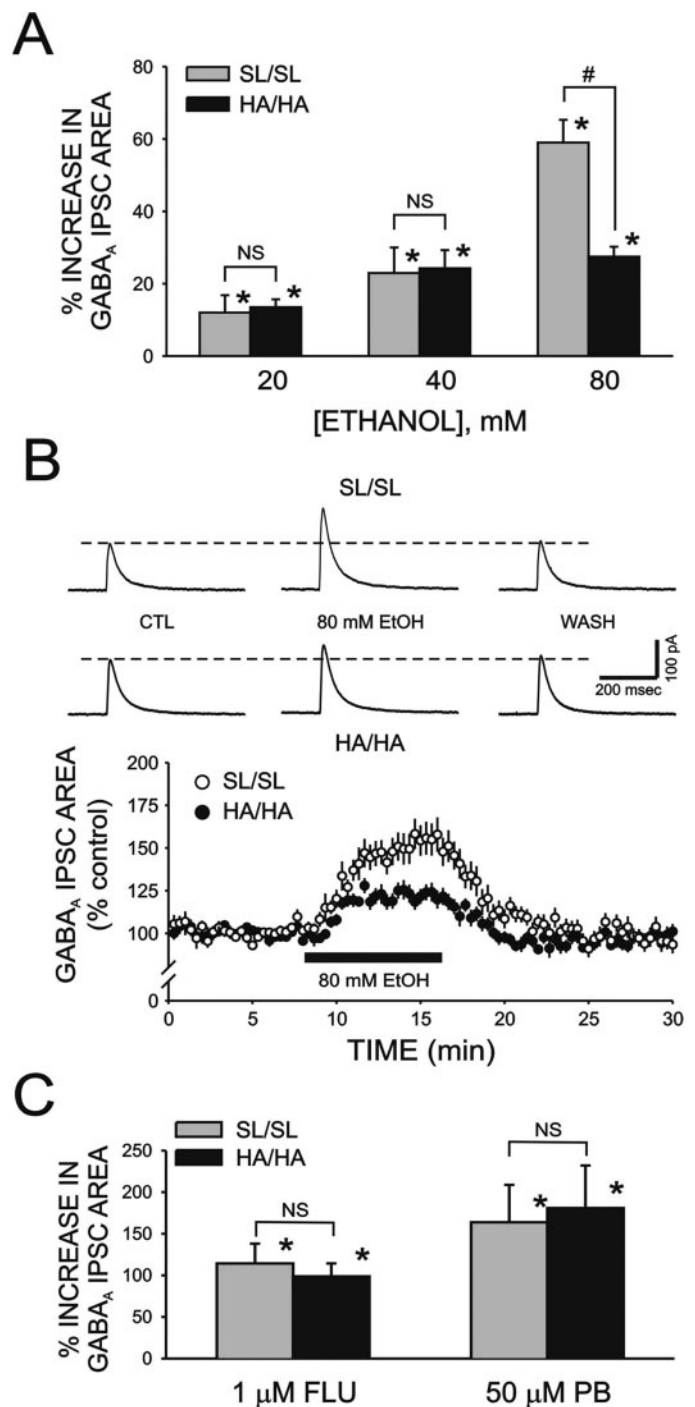 A
% INCREASE IN
GABA_A IPSC AREA
80
60
40
20
0
SL/SL
HA/HA
NS
*
*
NS
*
*
#
*
*
20 40 80
[ETHANOL], mM
B
SL/SL
CTL 80 mM EtOH WASH
100 pA
200 msec
HA/HA
GABA_A IPSC AREA
(% control)
200
175
150
125
100
0
SL/SL
HA/HA
80 mM EtOH
0 5 10 15 20 25 30
TIME (min)
C
% INCREASE IN
GABA_A IPSC AREA
250
200
150
100
50
0
SL/SL
HA/HA
NS
*
*
NS
*
*
1 μM FLU 50 μM PB